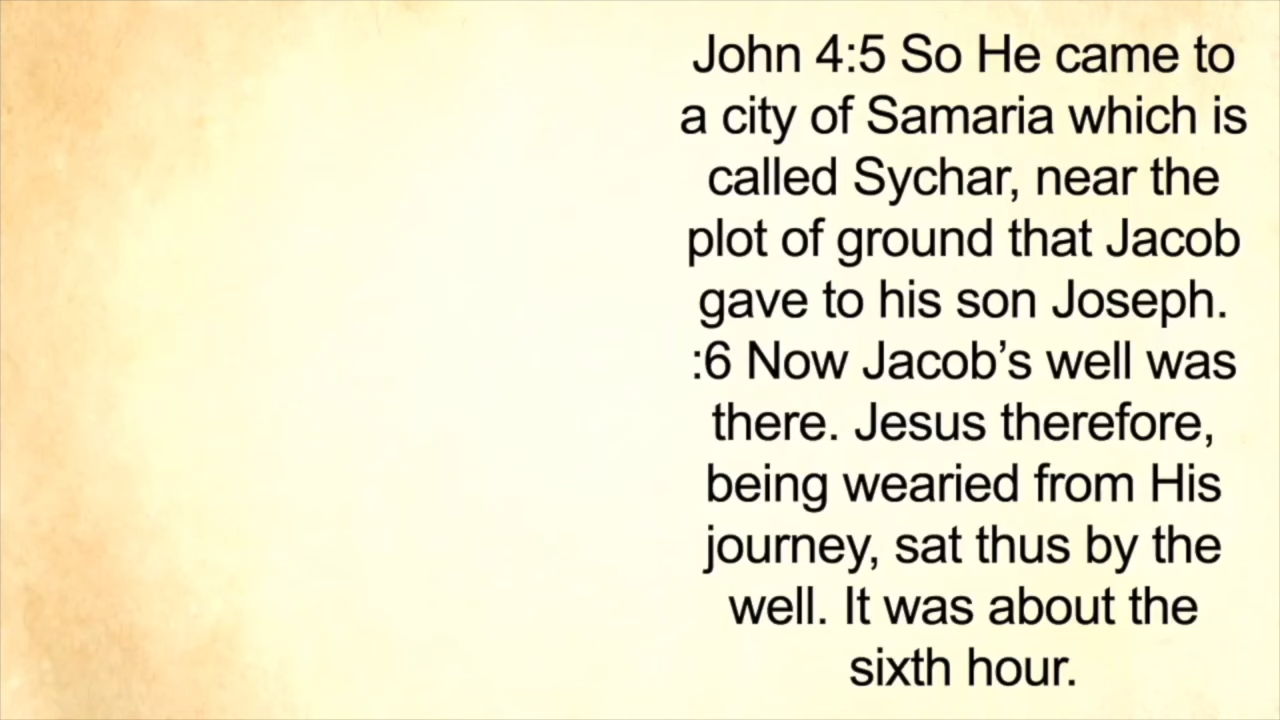 John 4:5 So He came to
a city of Samaria which is
called Sychar, near the
plot of ground that Jacob
gave to his son Joseph.
:6 Now Jacob’s well was
there. Jesus therefore,
being wearied from His
journey, sat thus by the
well. It was about the
sixth hour.